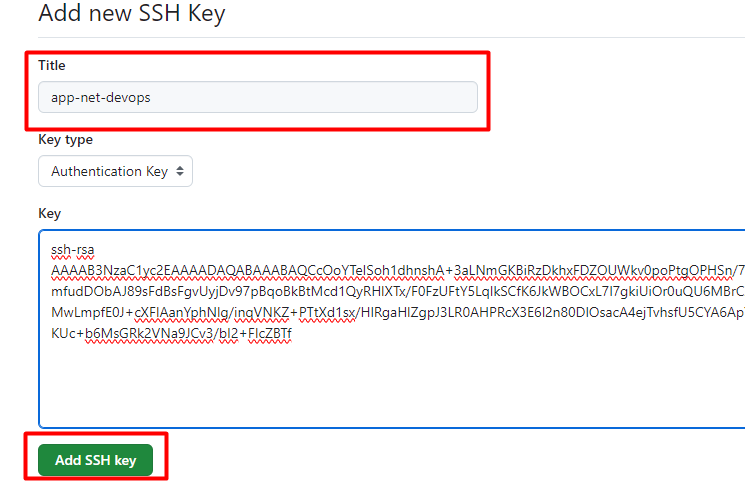 Add new SSH Key
Title
app-net-devops
Key type
Authentication Key
Key
ssh-rsa
AAAAB3NzaC1yc2EAAAADAQABAAABAQCcOoYTelSoh1dhnshA+3aLNmGKBiRzDkhxFDZOUWkv0poPtgOPHSn/7
mfudDObAJ89sFdBsFgvUyjDv97pBqoBkBtMcd1QyRHIXTx/F0FzUFtY5LqIkSCfK6JkWBOCxL7I7gkiUiOr0uQU6MBrC
MwLmpfE0J+cXFIAanYphNIg/inqVNKZ+PTtXd1sx/HIRgaHIZgpJ3LR0AHPRcX3E6I2n80DIOsacA4ejTvhsfU5CYA6Ap
KUc+b6MsGRk2VNa9JCv3/bI2+FIcZBTf
Add SSH key